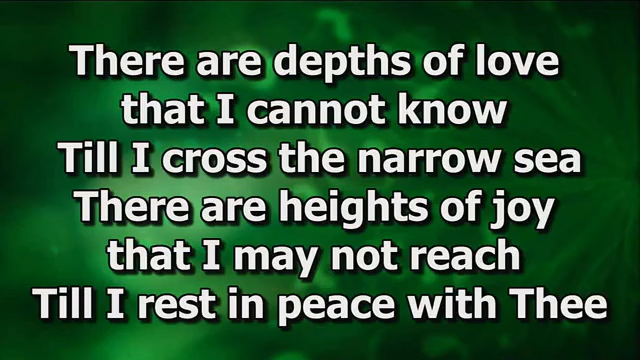 There are depths of love
that I cannot know
Till I cross the narrow sea
There are heights of joy
that I may not reach
Till I rest in peace with Thee